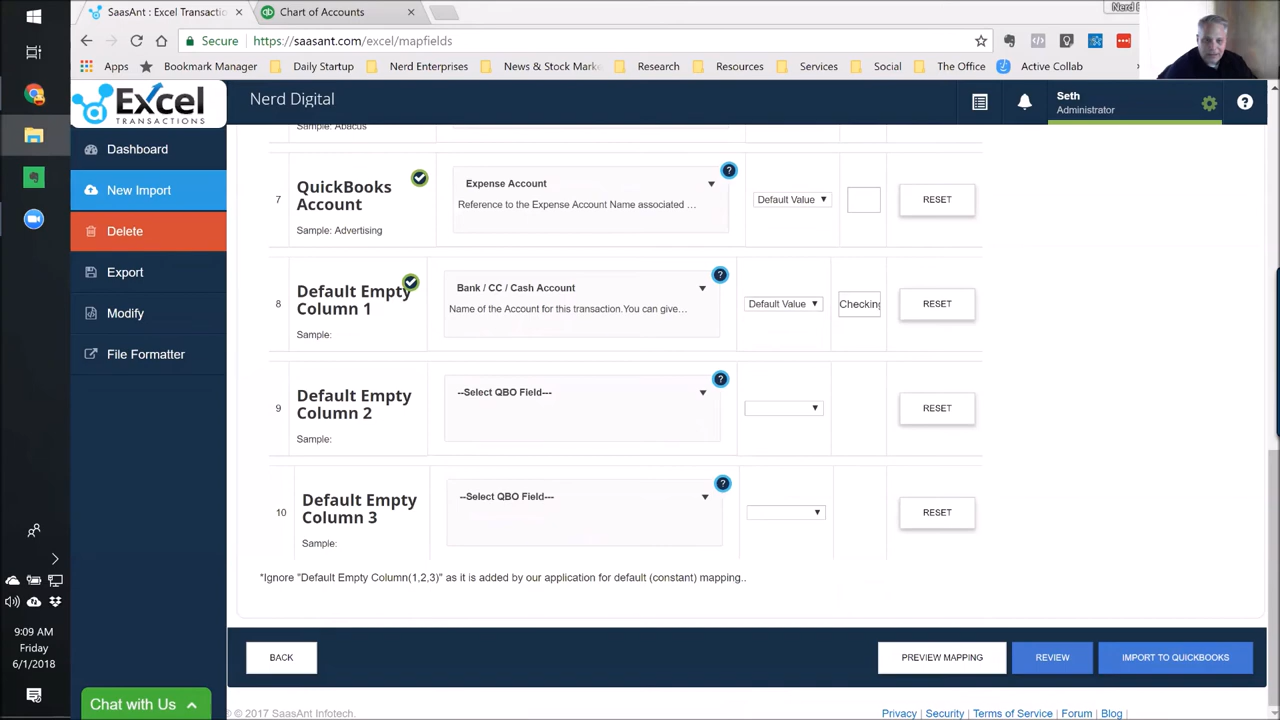 SaasAnt : Excel Transactio
Chart of Accounts
Nerd
Secure
https://saasant.com/excel/mapfields
Apps
Bookmark Manager
Daily Startup
Nerd Enterprises
News & Stock Marke
Research
Resources
Services
Social
The Office
Active Collab
Excel
TRANSACTIONS
Nerd Digital
Seth
Administrator
Dashboard
New Import
Delete
Export
Modify
File Formatter
Sample: Abacus
7
QuickBooks
Account
Sample: Advertising
Expense Account
Reference to the Expense Account Name associated ...
Default Value
RESET
8
Default Empty
Column 1
Sample:
Bank / CC / Cash Account
Name of the Account for this transaction.You can give...
Default Value
Checking
RESET
9
Default Empty
Column 2
Sample:
--Select QBO Field---
RESET
10
Default Empty
Column 3
Sample:
--Select QBO Field---
RESET
*Ignore "Default Empty Column(1,2,3)" as it is added by our application for default (constant) mapping..
BACK
PREVIEW MAPPING
REVIEW
IMPORT TO QUICKBOOKS
9:09 AM
Friday
6/1/2018
Chat with Us
© 2017 SaasAnt Infotech.
Privacy | Security | Terms of Service | Forum | Blog |